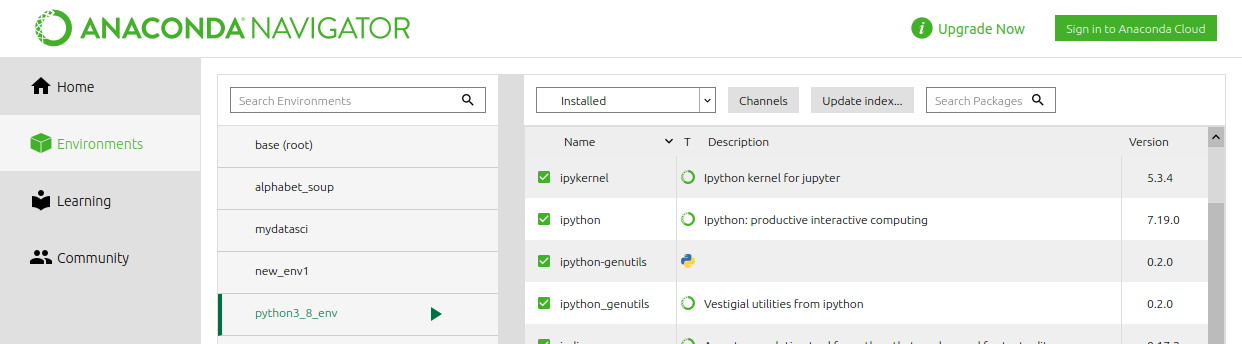 ANACONDA NAVIGATOR
Upgrade Now
Sign in to Anaconda Cloud
Home
Environments
Learning
Community
Search Environments
base (root)
alphabet_soup
mydatasci
new_env1
python3_8_env
Installed
Channels
Update index...
Search Packages
Name T Description Version
ipykernel Ipython kernel for jupyter 5.3.4
ipython Ipython: productive interactive computing 7.19.0
ipython-genutils 0.2.0
ipython_genutils Vestigial utilities from ipython 0.2.0